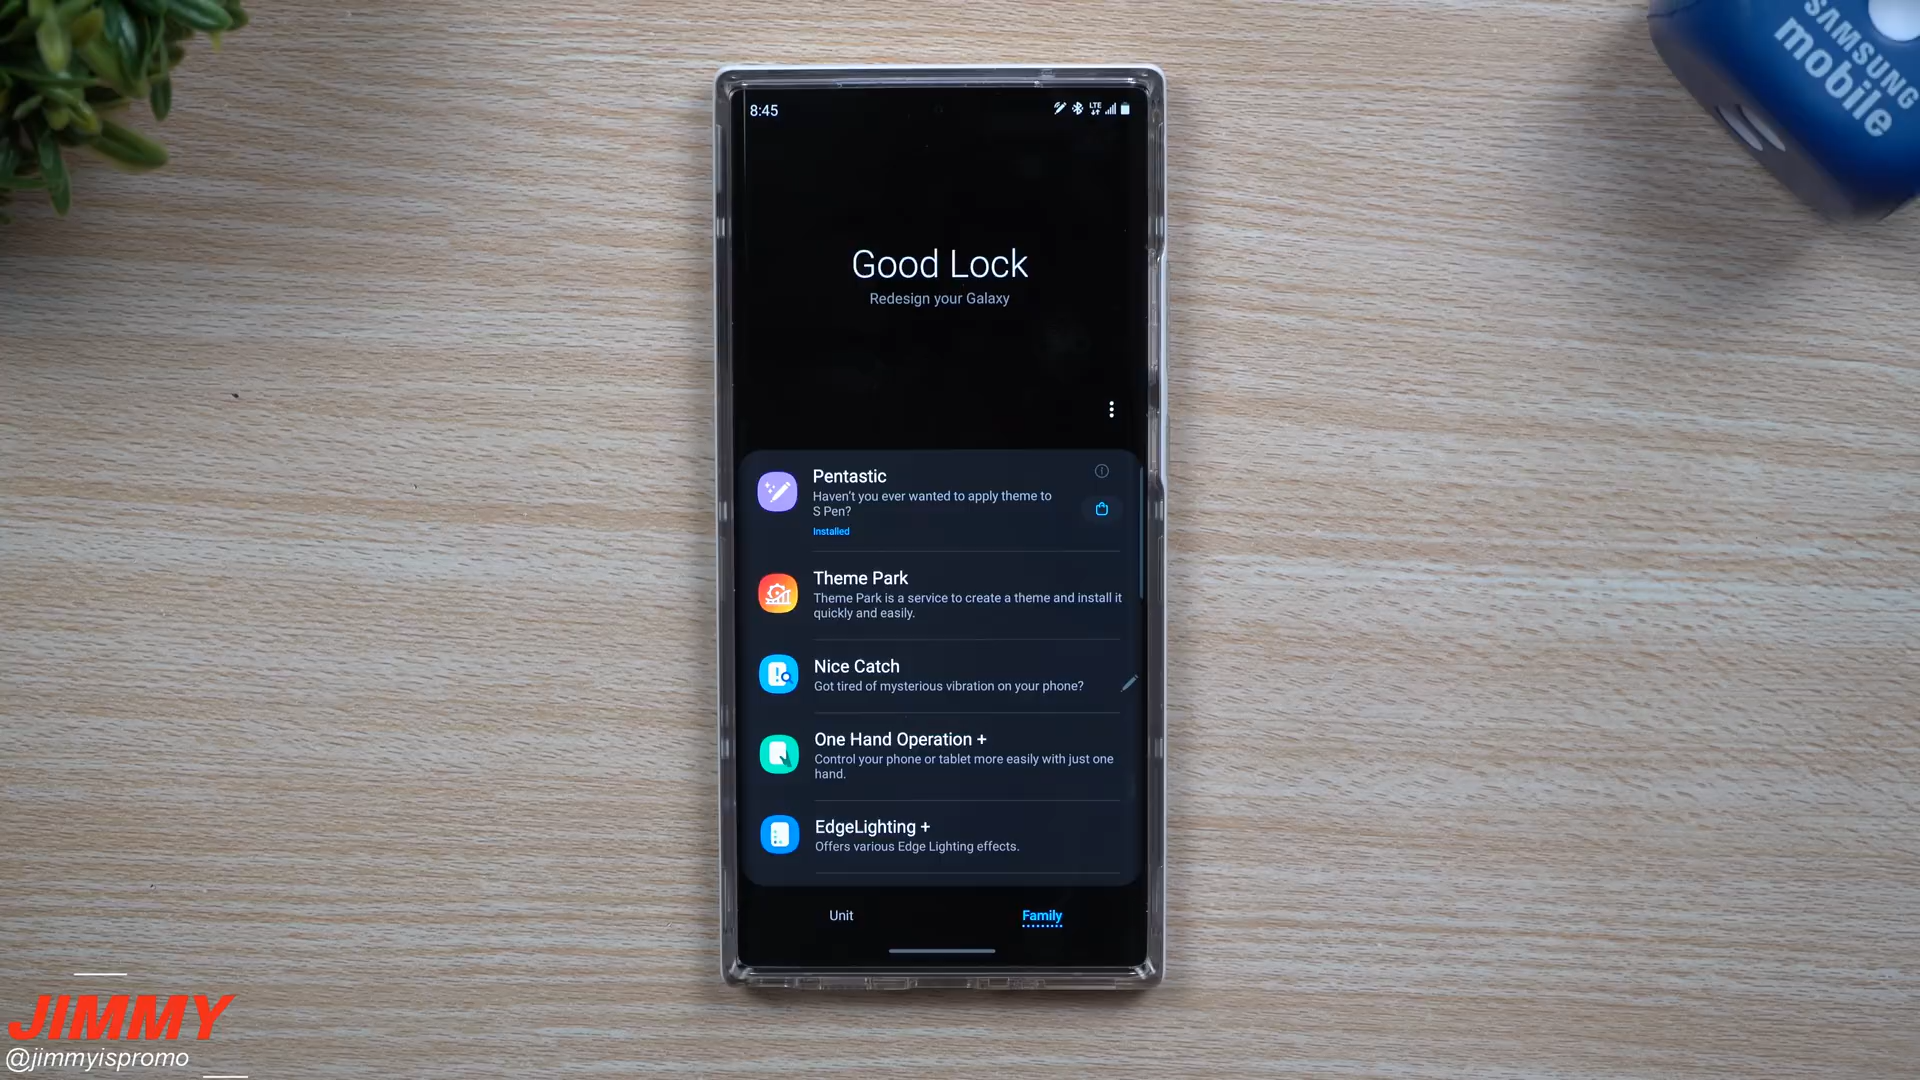 SAMSUNG
mobile
8:45
LTE
Good Lock
Redesign your Galaxy
Pentastic
Haven't you ever wanted to apply theme to
S Pen?
Installed
Theme Park
Theme Park is a service to create a theme and install it
quickly and easily.
Nice Catch
Got tired of mysterious vibration on your phone?
One Hand Operation +
Control your phone or tablet more easily with just one
hand.
EdgeLighting +
Offers various Edge Lighting effects.
Unit
Family
JIMMY
@jimmyispromo